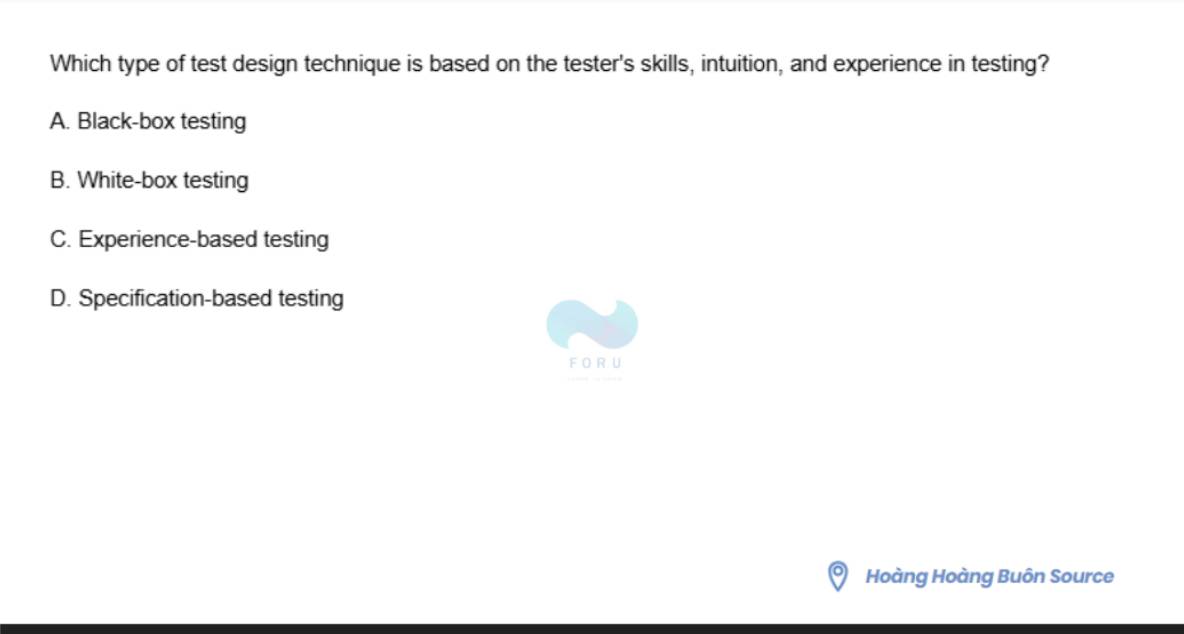 Which type of test design technique is based on the tester's skills, intuition, and experience in testing?
A. Black-box testing
B. White-box testing
C. Experience-based testing
D. Specification-based testing
FORU
Hoàng Hoàng Buôn Source